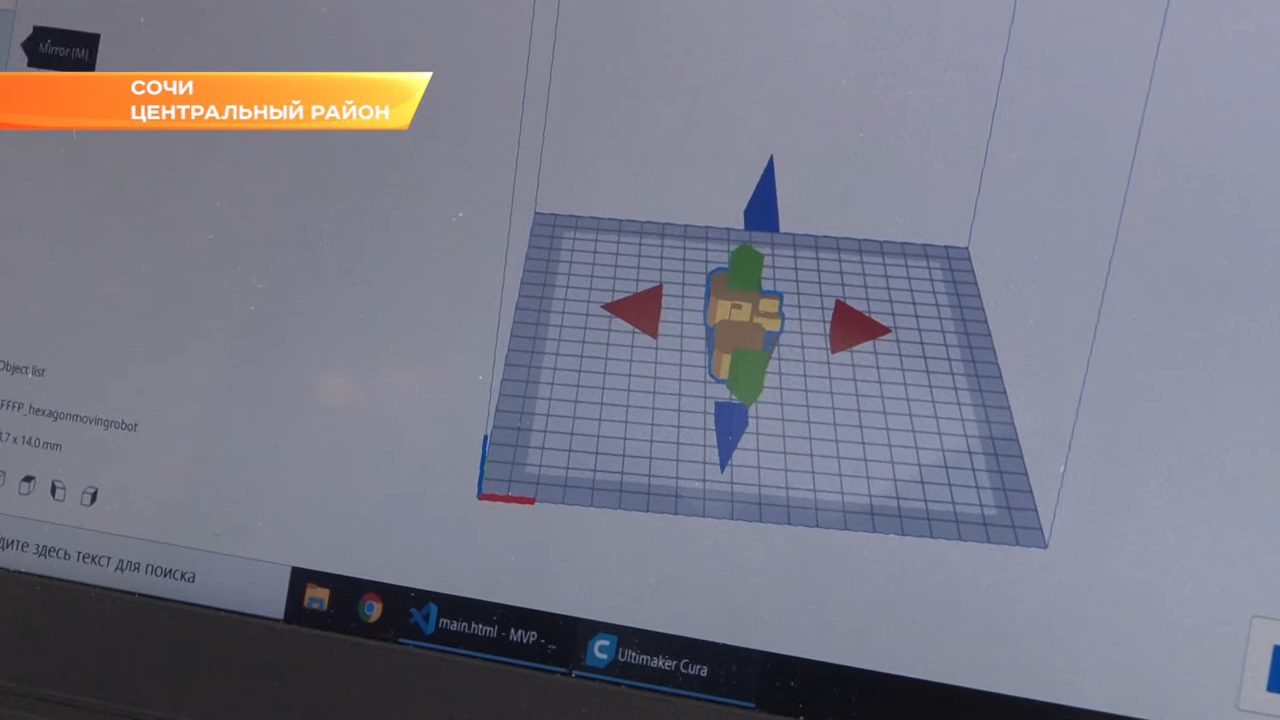 Mirror (M)
СОЧИ
ЦЕНТРАЛЬНЫЙ РАЙОН
Object list
FFFP_hexagonmovingrobot
,7 x 14.0 mm
дите здесь текст для поиска
main.html - MVP - ...
Ultimaker Cura